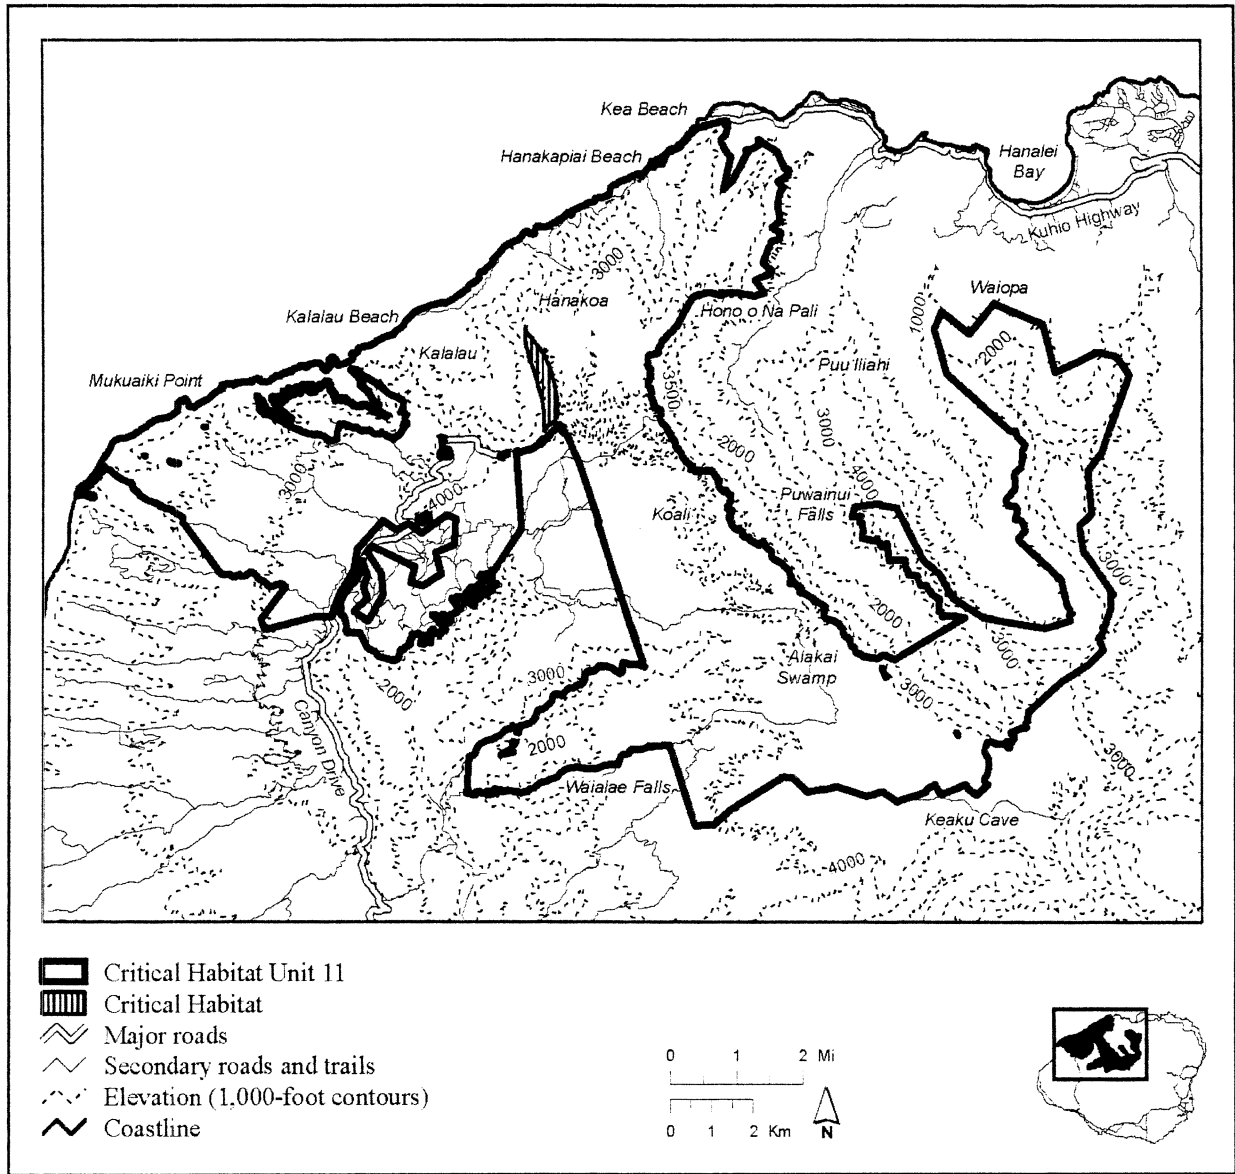 Kea Beach
Hanakapiai Beach
Hanalei
Bay
Kuhio Highway
3000
Hanakoa
Waiopa
Kalalau Beach
Hono o Na Pali
1000
Kalalau
2000
Mukuaiki Point
Puu Iliahi
3500
3000
2000
3000
4000
4000
Puwainui
Falls
Koali
3000
2000
3000
Alakai
Swamp
3000
2000
3000
Canyon Drive
2000
3000
Waialae Falls
Keaku Cave
4000
Critical Habitat Unit 11
Critical Habitat
Major roads
Secondary roads and trails
Elevation (1,000-foot contours)
Coastline
0 1 2 Mi
0 1 2 Km
N